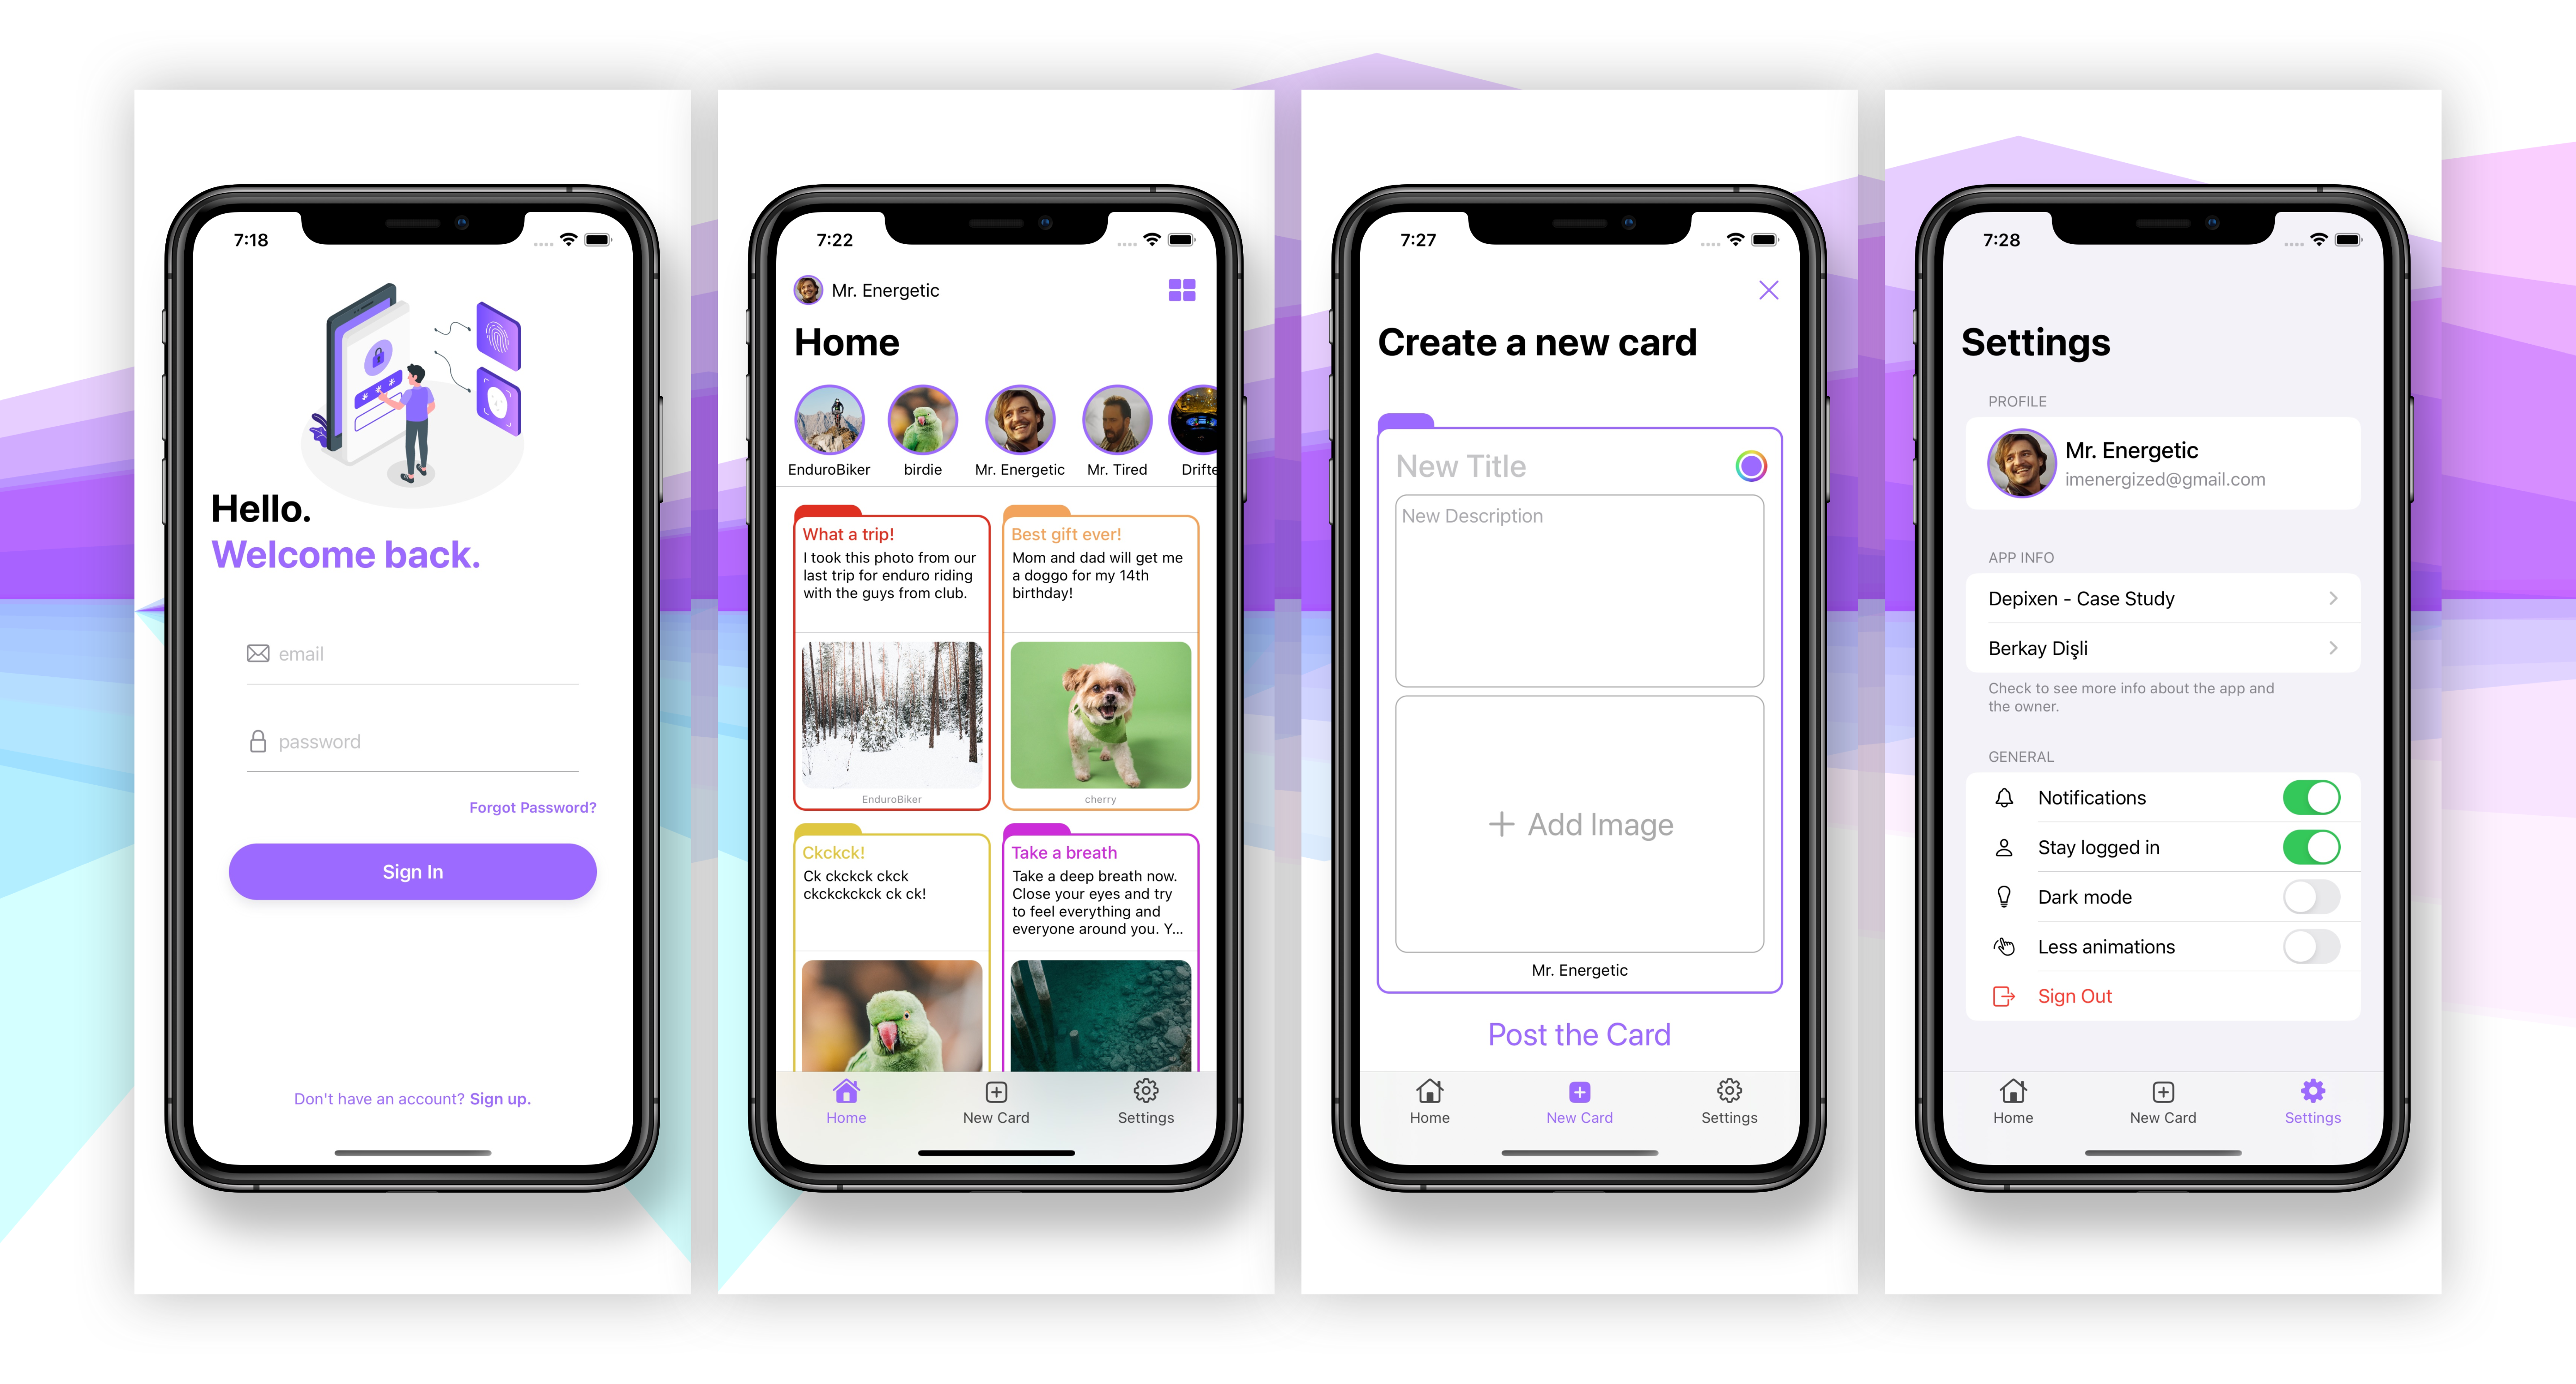 7:18
Hello.
Welcome back.
email
password
Forgot Password?
Sign In
Don't have an account? Sign up.
7:22
Mr. Energetic
Home
EnduroBiker
birdie
Mr. Energetic
Mr. Tired
Drifte
What a trip!
I took this photo from our
last trip for enduro riding
with the guys from club.
EnduroBiker
Best gift ever!
Mom and dad will get me
a doggo for my 14th
birthday!
cherry
Ckckck!
Ck ckckck ckck
ckckckckck ck ck!
Take a breath
Take a deep breath now.
Close your eyes and try
to feel everything and
everyone around you. Y...
Home
New Card
Settings
7:27
Create a new card
New Title
New Description
+ Add Image
Mr. Energetic
Post the Card
Home
New Card
Settings
7:28
Settings
PROFILE
Mr. Energetic
imenergized@gmail.com
APP INFO
Depixen - Case Study
Berkay Dişli
Check to see more info about the app and
the owner.
GENERAL
Notifications
Stay logged in
Dark mode
Less animations
Sign Out
Home
New Card
Settings